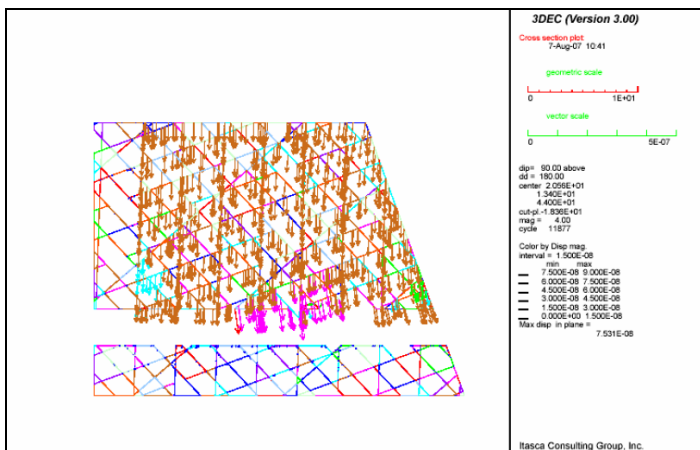 3DEC (Version 3.00)
Cross section plot:
7-Aug-07 10:41
geometric scale
0 1E+01
vector scale
0 5E-07
dip= 90.00 above
dd = 180.00
center 2.056E+01
1.340E+01
4.400E+01
cut-pl.-1.836E+01
mag = 4.00
cycle 11877
Color by Disp mag.
interval = 1.500E-08
min max
7.500E-08 9.000E-08
6.000E-08 7.500E-08
4.500E-08 6.000E-08
3.000E-08 4.500E-08
1.500E-08 3.000E-08
0.000E+00 1.500E-08
Max disp in plane =
7.531E-08
Itasca Consulting Group, Inc.